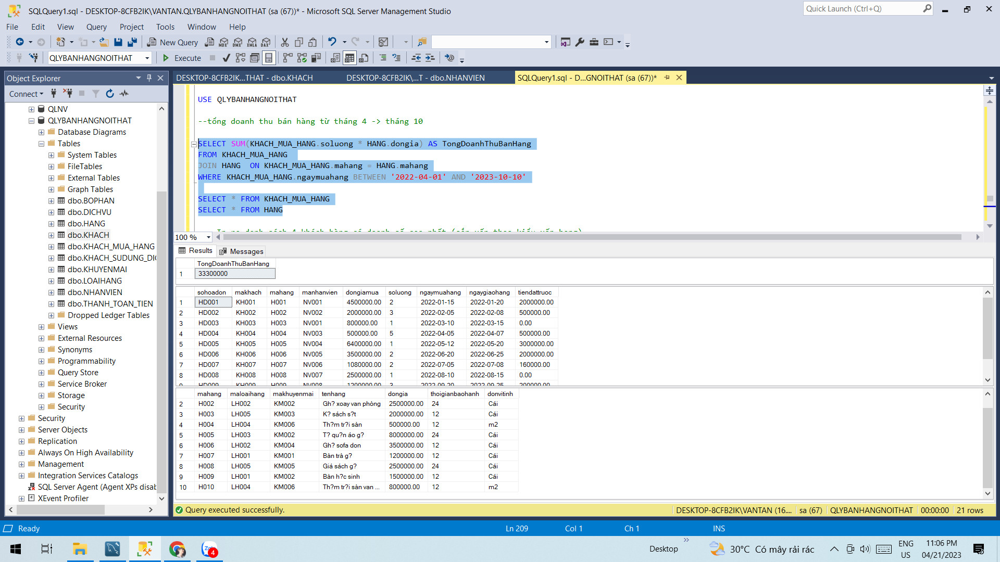 SQLQuery1.sql - DESKTOP-8CFB2IK\VANTAN.QLYBANHANGNOITHAT (sa (67))* - Microsoft SQL Server Management Studio
Quick Launch (Ctrl+Q)
File Edit View Query Project Tools Window Help
New Query
MDX DMX XMLA DAX
QLYBANHANGNOITHAT
Execute
Object Explorer
Connect
QLNV
QLYBANHANGNOITHAT
Database Diagrams
Tables
System Tables
FileTables
External Tables
Graph Tables
dbo.BOPHAN
dbo.DICHVU
dbo.HANG
dbo.KHACH
dbo.KHACH_MUA_HANG
dbo.KHACH_SUDUNG_DI
dbo.KHUYENMAI
dbo.LOAIHANG
dbo.NHANVIEN
dbo.THANH_TOAN_TIEN
Dropped Ledger Tables
Views
External Resources
Synonyms
Programmability
Query Store
Service Broker
Storage
Security
Security
Server Objects
Replication
Always On High Availability
Management
Integration Services Catalogs
SQL Server Agent (Agent XPs disab
XEvent Profiler
DESKTOP-8CFB2IK...THAT - dbo.KHACH
DESKTOP-8CFB2IK\...T - dbo.NHANVIEN
SQLQuery1.sql - D...GNOITHAT (sa (67))*
USE QLYBANHANGNOITHAT
--tổng doanh thu bán hàng từ tháng 4 -> tháng 10
SELECT SUM(KHACH_MUA_HANG.soluong * HANG.dongia) AS TongDoanhThuBanHang
FROM KHACH_MUA_HANG
JOIN HANG  ON KHACH_MUA_HANG.mahang = HANG.mahang
WHERE KHACH_MUA_HANG.ngaymuahang BETWEEN '2022-04-01' AND '2023-10-10'
SELECT * FROM KHACH_MUA_HANG
SELECT * FROM HANG
100 %
Results Messages
TongDoanhThuBanHang
1 33300000
sohoadon makhach mahang manhanvien dongiamua soluong ngaymuahang ngaygiaohang tiendattruoc
1 HD001 KH001 H001 NV001 4500000.00 2 2022-01-15 2022-01-20 2000000.00
2 HD002 KH002 H002 NV002 2000000.00 3 2022-02-05 2022-02-08 500000.00
3 HD003 KH003 H003 NV001 800000.00 1 2022-03-10 2022-03-15 0.00
4 HD004 KH004 H004 NV003 500000.00 5 2022-04-05 2022-04-07 500000.00
5 HD005 KH005 H005 NV004 6400000.00 1 2022-05-12 2022-05-20 3000000.00
6 HD006 KH006 H006 NV005 3500000.00 2 2022-06-20 2022-06-25 2000000.00
7 HD007 KH007 H007 NV006 1080000.00 2 2022-07-05 2022-07-08 160000.00
8 HD008 KH008 H008 NV007 2500000.00 1 2022-08-10 2022-08-15 0.00
9 HD009 KH009 H009 NV008 1200000.00 3 2022-09-20 2022-09-25 200000.00
mahang maloaihang makhuyenmai tenhang dongia thoigianbaohanh donvitinh
2 H002 LH002 KM002 Gh? xoay van phòng 2500000.00 24 Cái
3 H003 LH005 KM003 K? sách s?t 2000000.00 12 Cái
4 H004 LH004 KM006 Th?m tr?i sàn 500000.00 12 m2
5 H005 LH003 KM002 T? qu?n áo g? 8000000.00 24 Cái
6 H006 LH002 KM004 Gh? sofa don 3500000.00 12 Cái
7 H007 LH001 KM001 Bàn trà g? 1200000.00 12 Cái
8 H008 LH005 KM005 Giá sách g? 2500000.00 24 Cái
9 H009 LH001 KM002 Bàn h?c sinh 1500000.00 12 Cái
10 H010 LH004 KM006 Th?m tr?i sàn van ... 800000.00 12 m2
Query executed successfully.
DESKTOP-8CFB2IK\VANTAN (16.... sa (67) QLYBANHANGNOITHAT 00:00:00 21 rows
Ready
Ln 209 Col 1 Ch 1 INS
Zalo 4
Desktop
30°C Có mây rải rác
ENG
US
11:06 PM
04/21/2023